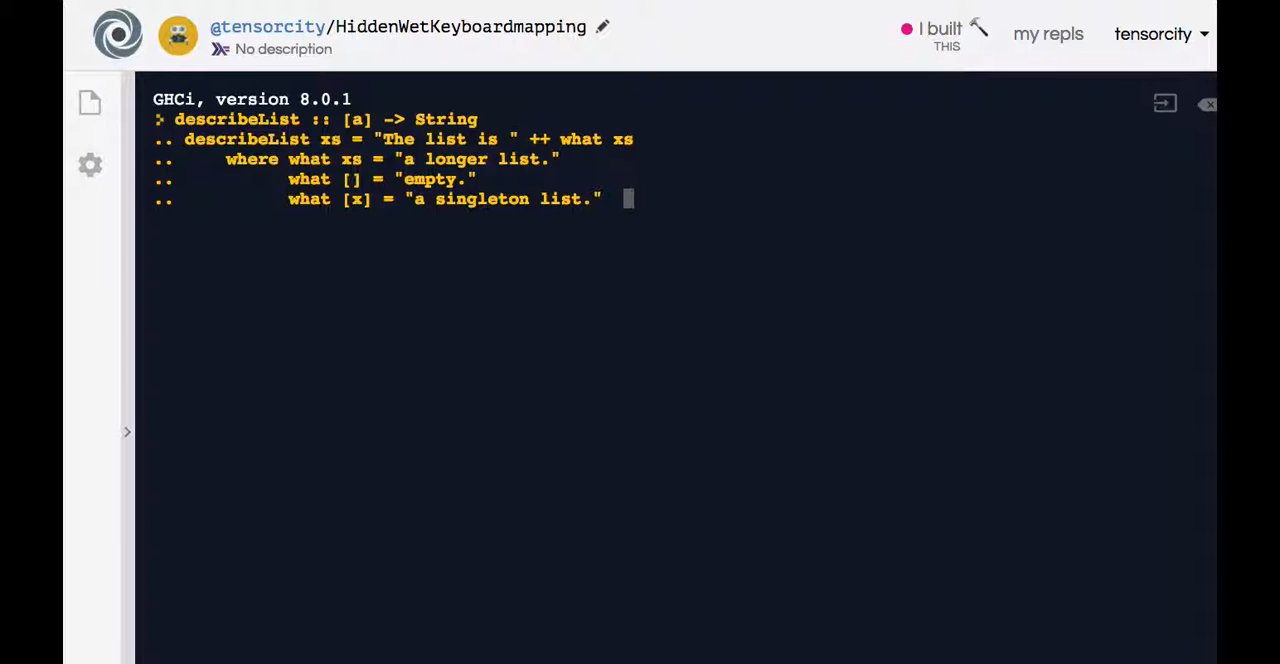 @tensorcity/HiddenWetKeyboardmapping
No description
I built
THIS
my repls
tensorcity
GHCi, version 8.0.1
describeList :: [a] -> String
.. describeList xs = "The list is " ++ what xs
..     where what xs = "a longer list."
..           what [] = "empty."
..           what [x] = "a singleton list."